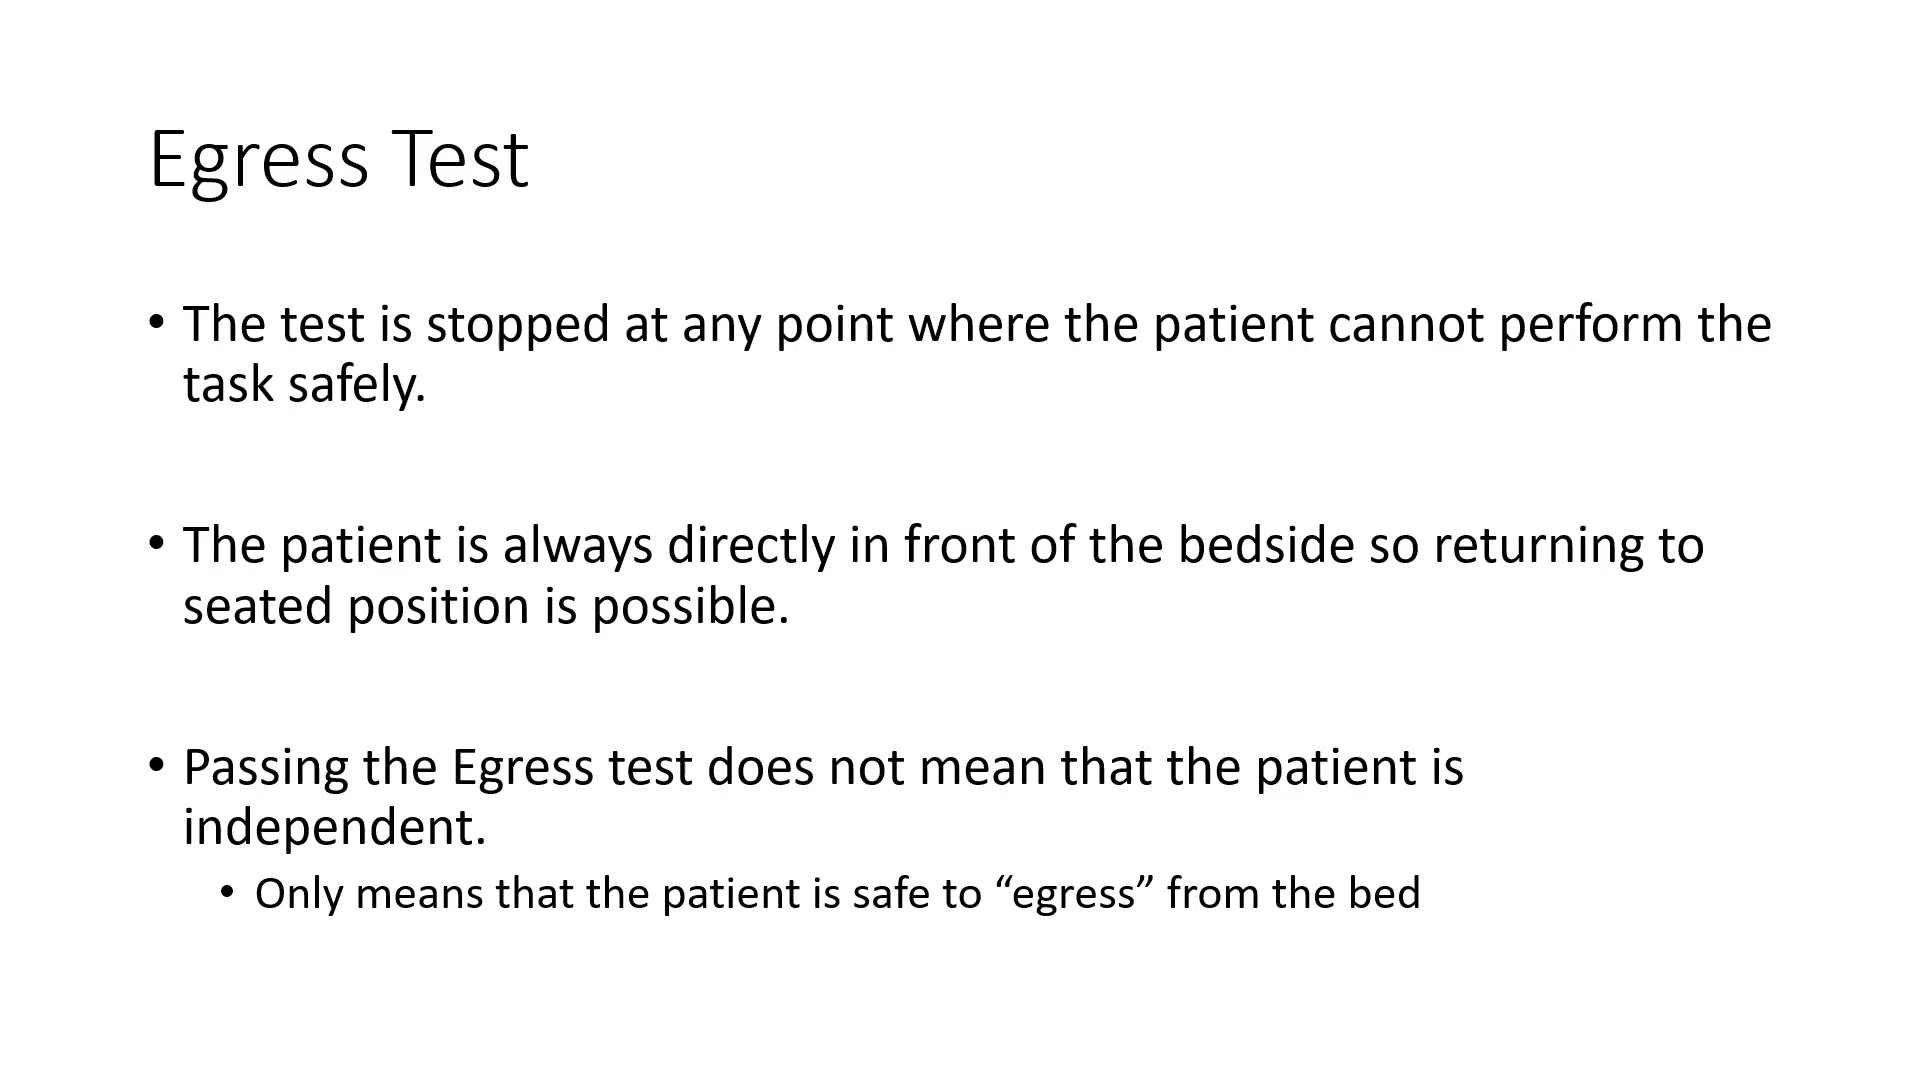 Egress Test
• The test is stopped at any point where the patient cannot perform the
task safely.
• The patient is always directly in front of the bedside so returning to
seated position is possible.
• Passing the Egress test does not mean that the patient is
independent.
• Only means that the patient is safe to “egress” from the bed